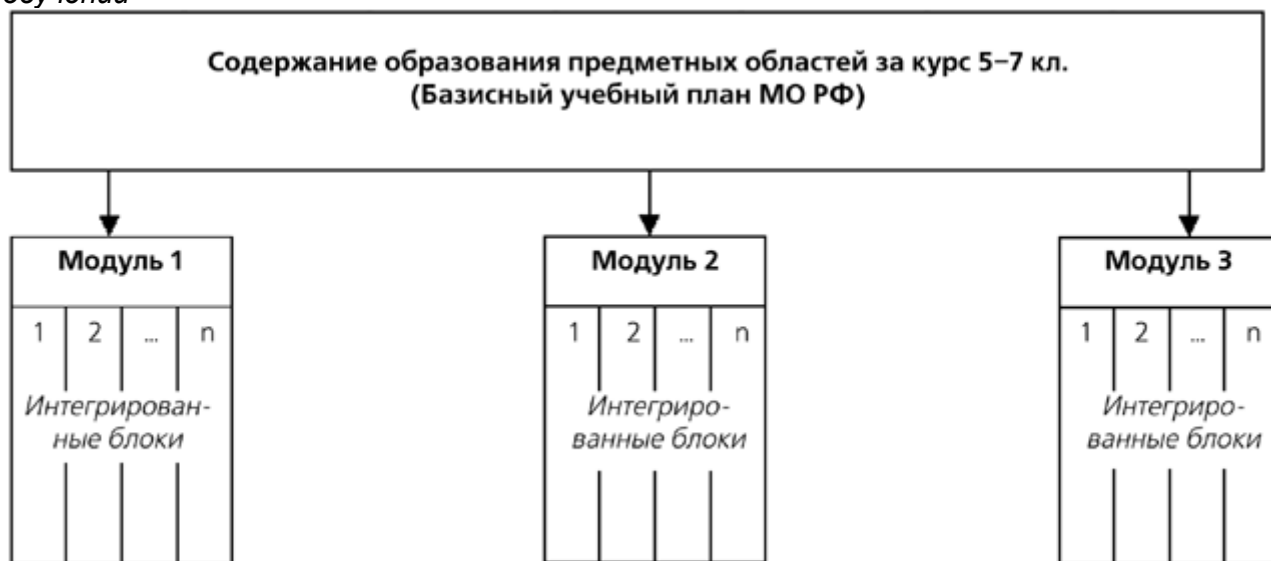 Содержание образования предметных областей за курс 5–7 кл.
(Базисный учебный план МО РФ)
Модуль 1
1 2 ... n
Интегрирован-
ные блоки
Модуль 2
1 2 ... n
Интегриро-
ванные блоки
Модуль 3
1 2 ... n
Интегриро-
ванные блоки